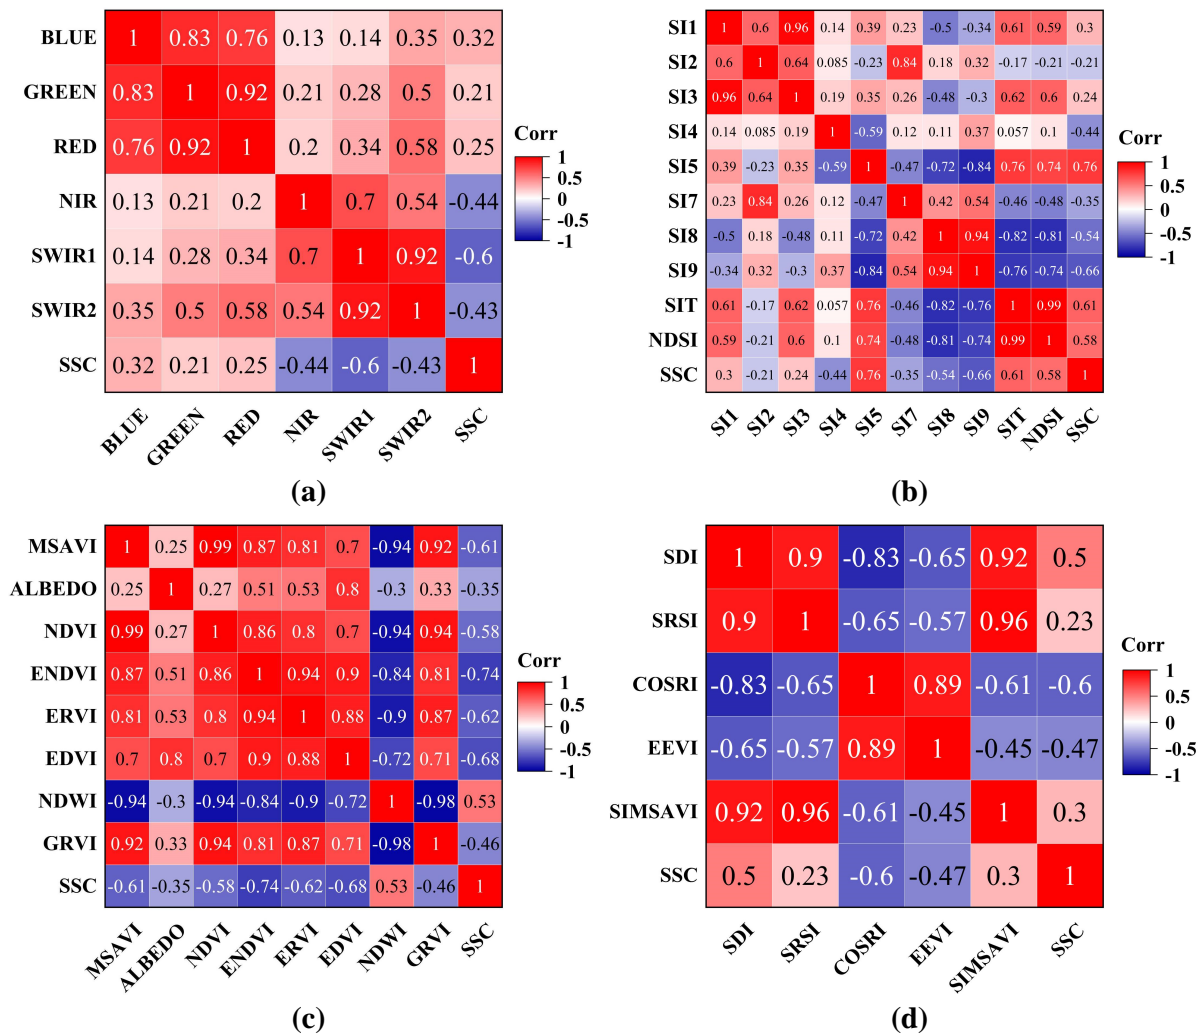 BLUE 1 0.83 0.76 0.13 0.14 0.35 0.32
GREEN 0.83 1 0.92 0.21 0.28 0.5 0.21
RED 0.76 0.92 1 0.2 0.34 0.58 0.25
NIR 0.13 0.21 0.2 1 0.7 0.54 -0.44
SWIR1 0.14 0.28 0.34 0.7 1 0.92 -0.6
SWIR2 0.35 0.5 0.58 0.54 0.92 1 -0.43
SSC 0.32 0.21 0.25 -0.44 -0.6 -0.43 1
BLUE GREEN RED NIR SWIR1 SWIR2 SSC
Corr
1
0.5
0
-0.5
-1
(a)
SI1 1 0.6 0.96 0.14 0.39 0.23 -0.5 -0.34 0.61 0.59 0.3
SI2 0.6 1 0.64 0.085 -0.23 0.84 0.18 0.32 -0.17 -0.21 -0.21
SI3 0.96 0.64 1 0.19 0.35 0.26 -0.48 -0.3 0.62 0.6 0.24
SI4 0.14 0.085 0.19 1 -0.59 0.12 0.11 0.37 0.057 0.1 -0.44
SI5 0.39 -0.23 0.35 -0.59 1 -0.47 -0.72 -0.84 0.76 0.74 0.76
SI7 0.23 0.84 0.26 0.12 -0.47 1 0.42 0.54 -0.46 -0.48 -0.35
SI8 -0.5 0.18 -0.48 0.11 -0.72 0.42 1 0.94 -0.82 -0.81 -0.54
SI9 -0.34 0.32 -0.3 0.37 -0.84 0.54 0.94 1 -0.76 -0.74 -0.66
SIT 0.61 -0.17 0.62 0.057 0.76 -0.46 -0.82 -0.76 1 0.99 0.61
NDSI 0.59 -0.21 0.6 0.1 0.74 -0.48 -0.81 -0.74 0.99 1 0.58
SSC 0.3 -0.21 0.24 -0.44 0.76 -0.35 -0.54 -0.66 0.61 0.58 1
SI1 SI2 SI3 SI4 SI5 SI7 SI8 SI9 SIT NDSI SSC
Corr
1
0.5
0
-0.5
-1
(b)
MSAVI 1 0.25 0.99 0.87 0.81 0.7 -0.94 0.92 -0.61
ALBEDO 0.25 1 0.27 0.51 0.53 0.8 -0.3 0.33 -0.35
NDVI 0.99 0.27 1 0.86 0.8 0.7 -0.94 0.94 -0.58
ENDVI 0.87 0.51 0.86 1 0.94 0.9 -0.84 0.81 -0.74
ERVI 0.81 0.53 0.8 0.94 1 0.88 -0.9 0.87 -0.62
EDVI 0.7 0.8 0.7 0.9 0.88 1 -0.72 0.71 -0.68
NDWI -0.94 -0.3 -0.94 -0.84 -0.9 -0.72 1 -0.98 0.53
GRVI 0.92 0.33 0.94 0.81 0.87 0.71 -0.98 1 -0.46
SSC -0.61 -0.35 -0.58 -0.74 -0.62 -0.68 0.53 -0.46 1
MSAVI ALBEDO NDVI ENDVI ERVI EDVI NDWI GRVI SSC
Corr
1
0.5
0
-0.5
-1
(c)
SDI 1 0.9 -0.83 -0.65 0.92 0.5
SRSI 0.9 1 -0.65 -0.57 0.96 0.23
COSRI -0.83 -0.65 1 0.89 -0.61 -0.6
EEVI -0.65 -0.57 0.89 1 -0.45 -0.47
SIMSAVI 0.92 0.96 -0.61 -0.45 1 0.3
SSC 0.5 0.23 -0.6 -0.47 0.3 1
SDI SRSI COSRI EEVI SIMSAVI SSC
Corr
1
0.5
0
-0.5
-1
(d)